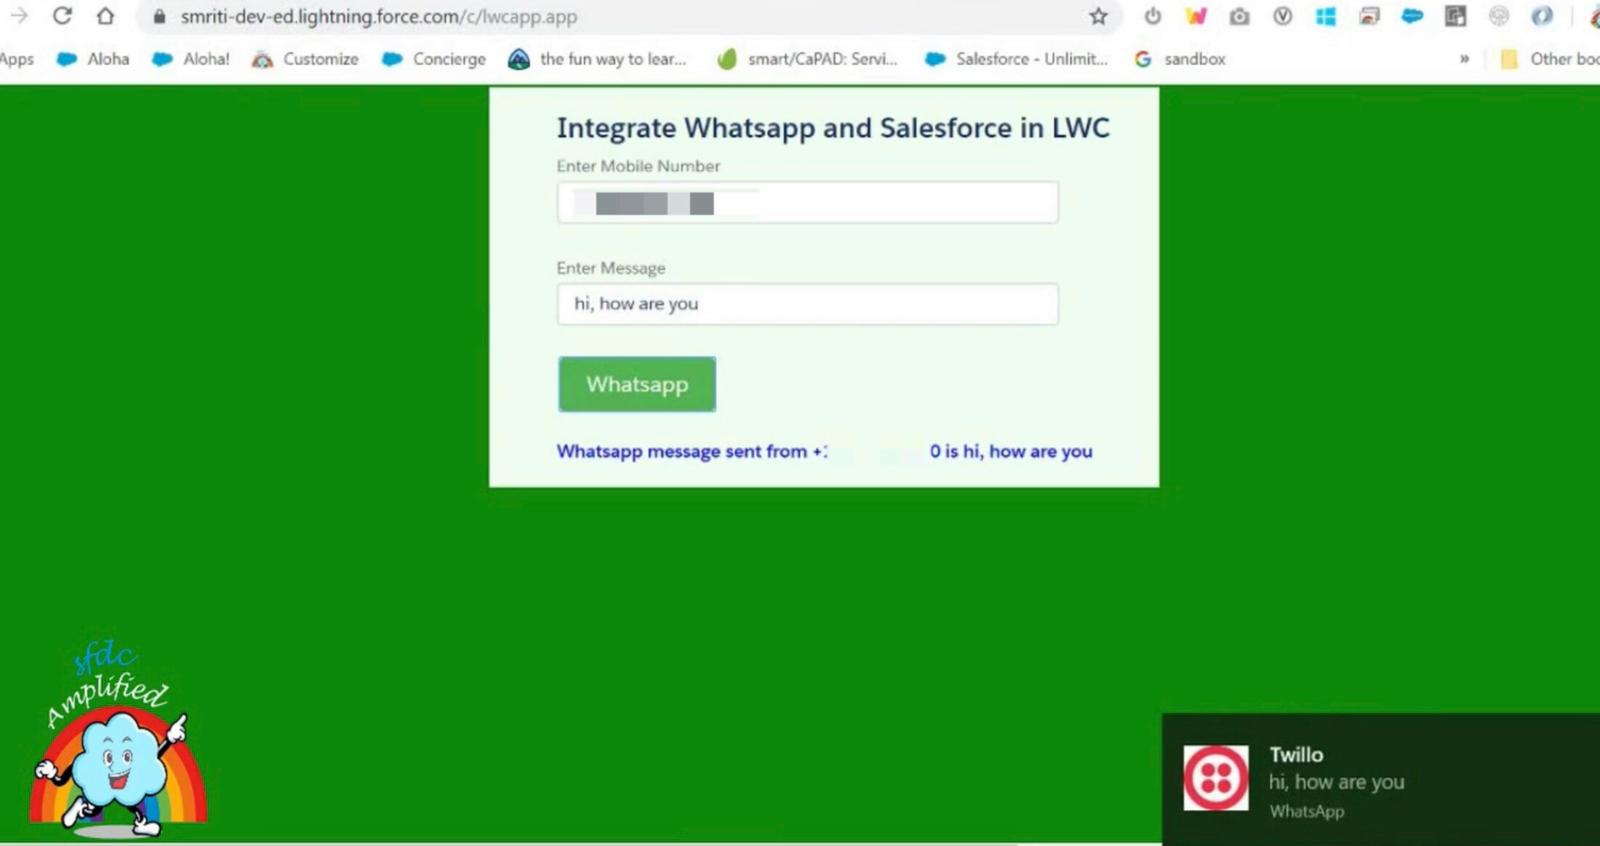 smriti-dev-ed.lightning.force.com/c/lwcapp.app
Apps Aloha Aloha! Customize Concierge the fun way to lear... smart/CaPAD: Servi... Salesforce - Unlimit... sandbox » Other boo
Integrate Whatsapp and Salesforce in LWC
Enter Mobile Number
Enter Message
hi, how are you
Whatsapp
Whatsapp message sent from +: 0 is hi, how are you
sfdc
Amplified
Twillo
hi, how are you
WhatsApp